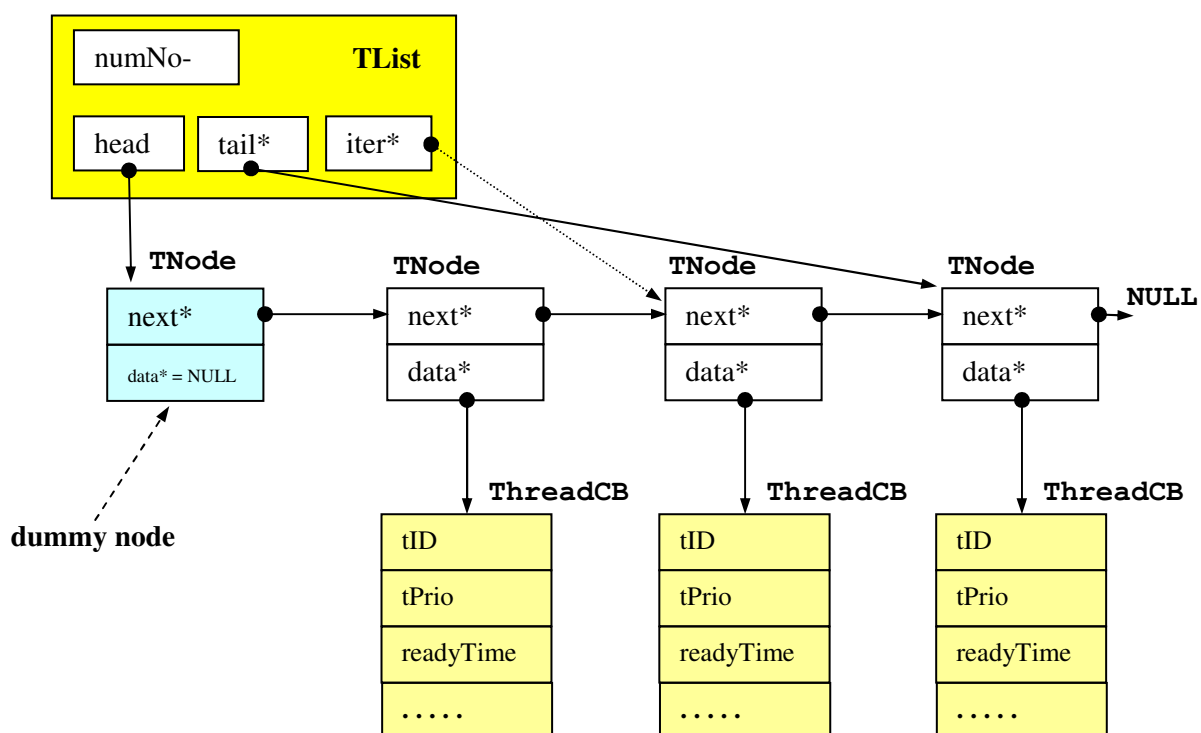 numNo-
TList
head
tail*
iter*
TNode
TNode
TNode
TNode
NULL
next*
next*
next*
next*
data* = NULL
data*
data*
data*
ThreadCB
ThreadCB
ThreadCB
dummy node
tID
tID
tID
tPrio
tPrio
tPrio
readyTime
readyTime
readyTime
.....
.....
.....